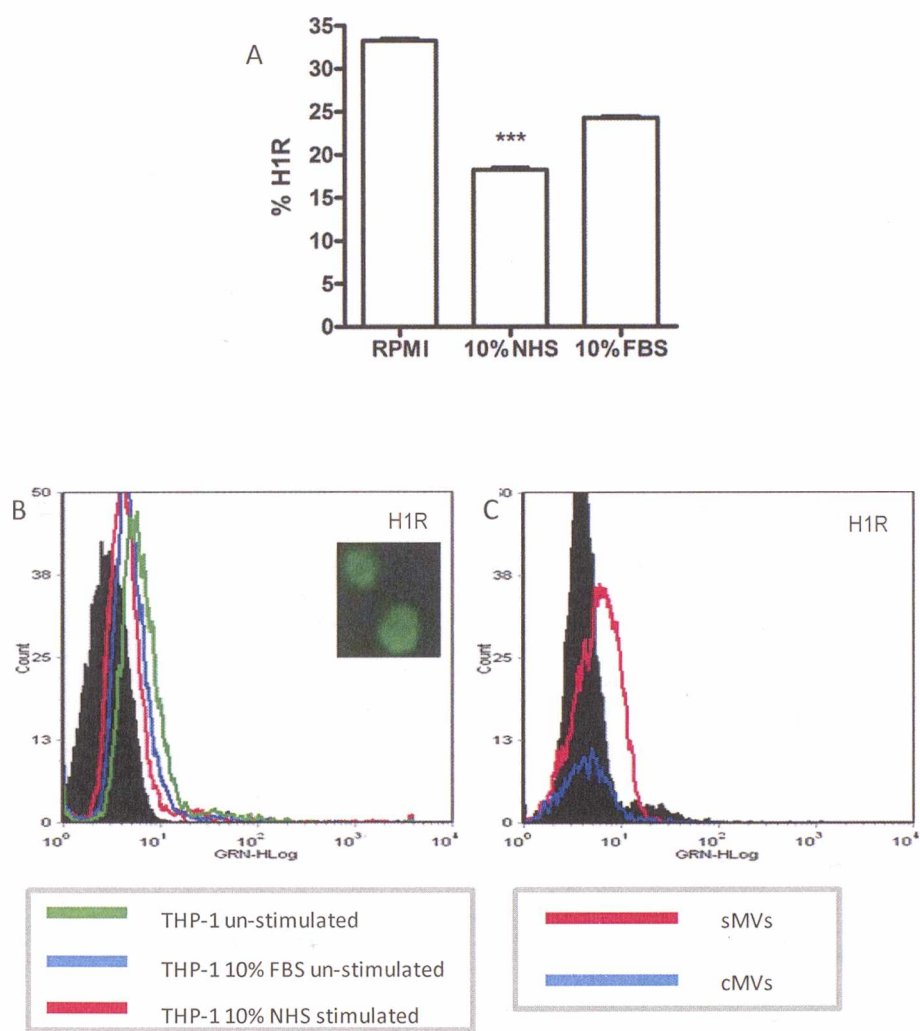 A
35
30
25
20
15
10
5
0
% H1R
***
RPMI 10%NHS 10%FBS
B
50
38
25
13
0
Count
H1R
10⁰ 10¹ 10² 10³ 10⁴
GRN-HLog
C
50
38
25
13
0
Count
H1R
10⁰ 10¹ 10² 10³ 10⁴
GRN-HLog
THP-1 un-stimulated
THP-1 10% FBS un-stimulated
THP-1 10% NHS stimulated
sMVs
cMVs